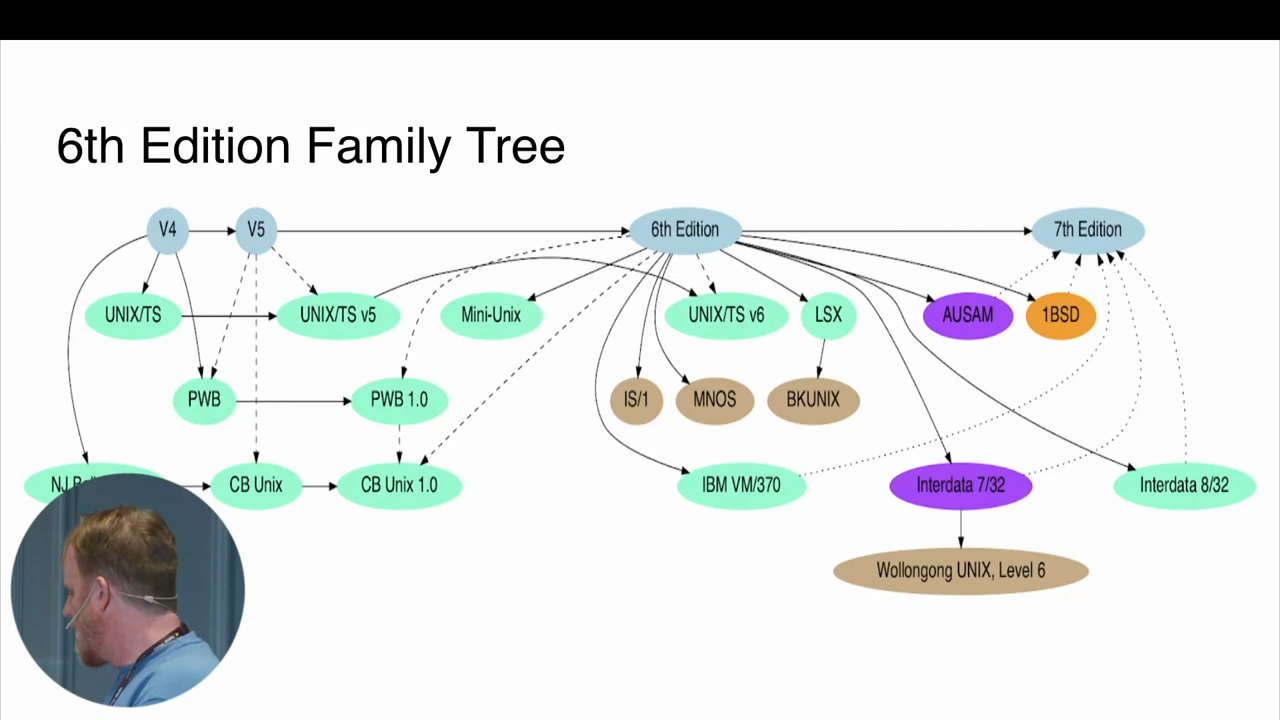 6th Edition Family Tree
V4
V5
6th Edition
7th Edition
UNIX/TS
UNIX/TS v5
Mini-Unix
UNIX/TS v6
LSX
AUSAM
1BSD
PWB
PWB 1.0
IS/1
MNOS
BKUNIX
NJ
CB Unix
CB Unix 1.0
IBM VM/370
Interdata 7/32
Interdata 8/32
Wollongong UNIX, Level 6